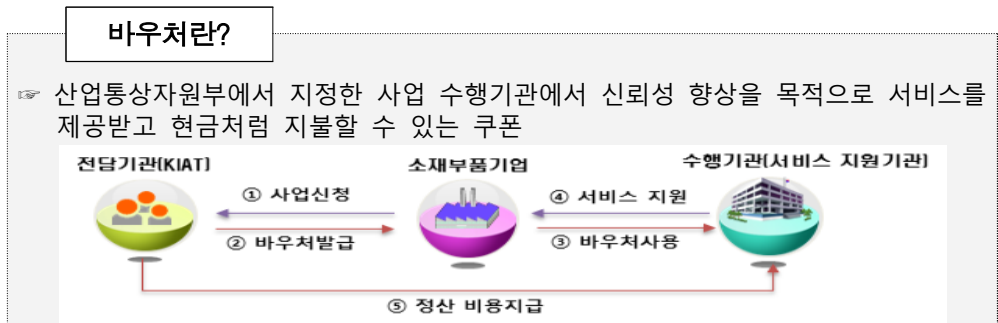 바우처란?
☞ 산업통상자원부에서 지정한 사업 수행기관에서 신뢰성 향상을 목적으로 서비스를
제공받고 현금처럼 지불할 수 있는 쿠폰
전담기관(KIAT)
소재부품기업
수행기관(서비스 지원기관)
① 사업신청
④ 서비스 지원
② 바우처발급
③ 바우처사용
⑤ 정산 비용지급